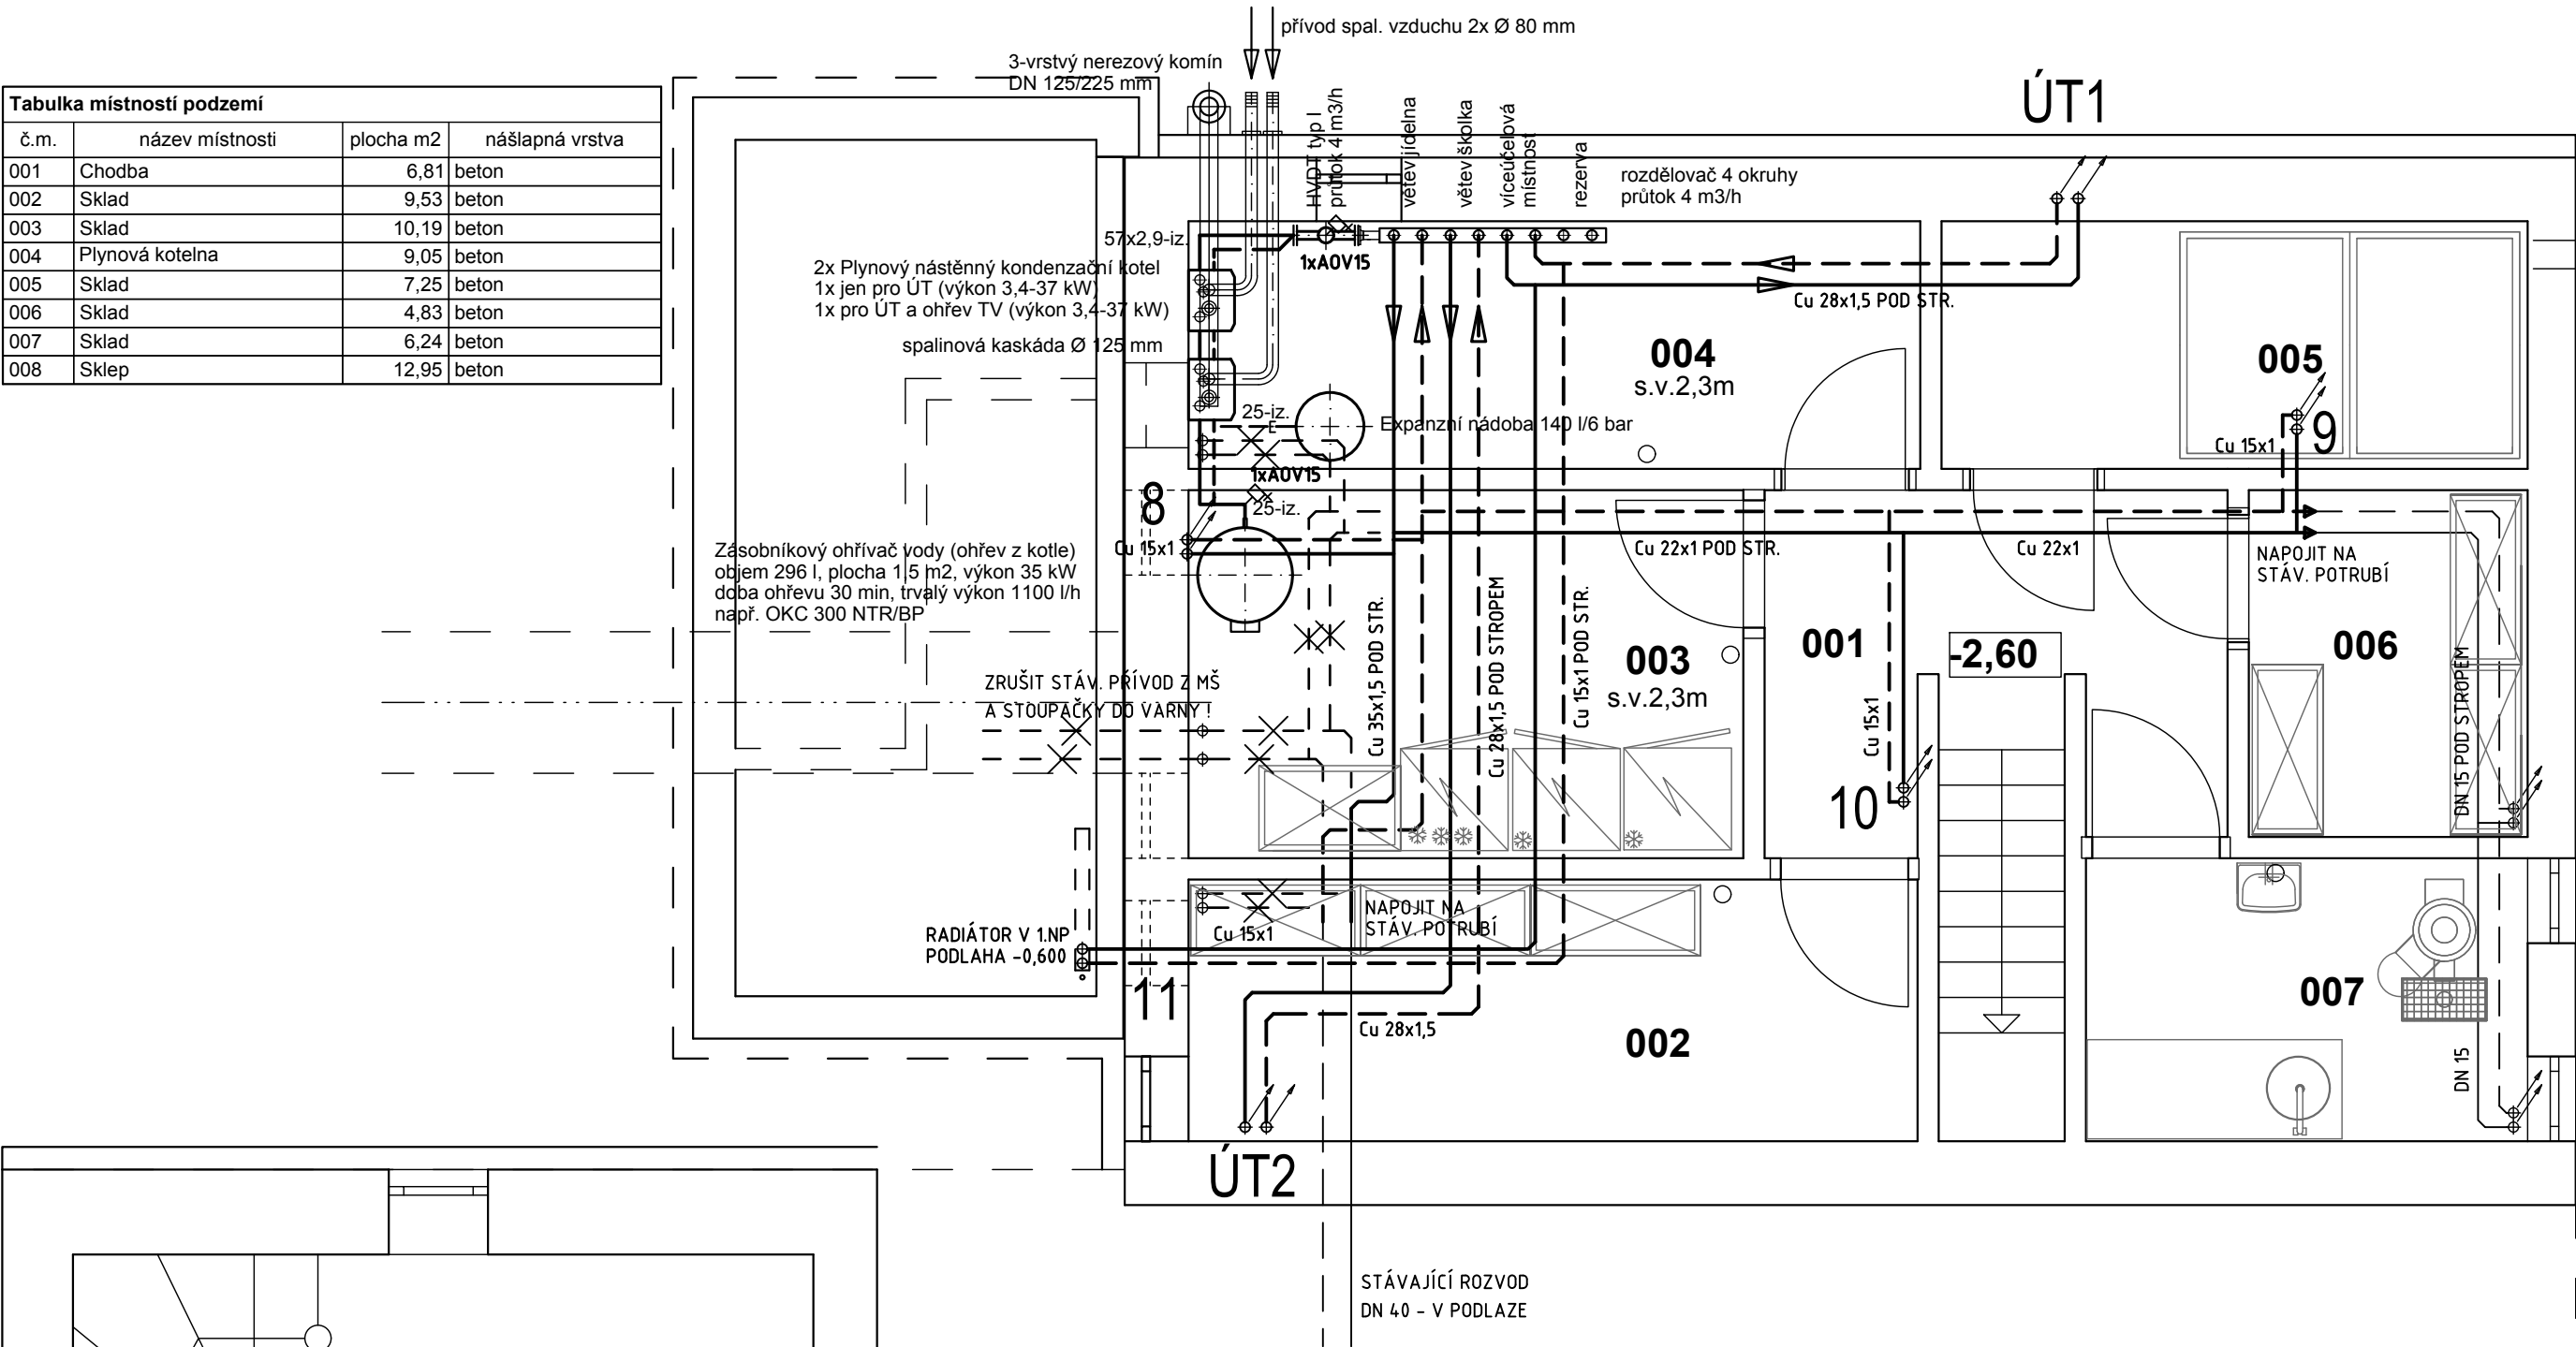 přívod spal. vzduchu 2x Ø 80 mm
3-vrstvý nerezový komín
DN 125/225 mm
ÚT1
Tabulka místností podzemí
č.m. název místnosti plocha m2 nášlapná vrstva
001 Chodba 6,81 beton
002 Sklad 9,53 beton
003 Sklad 10,19 beton
004 Plynová kotelna 9,05 beton
005 Sklad 7,25 beton
006 Sklad 4,83 beton
007 Sklad 6,24 beton
008 Sklep 12,95 beton
HVDT typ I
průtok 4 m3/h
větev jídelna
větev školka
víceúčelová
místnost
rezerva
rozdělovač 4 okruhy
průtok 4 m3/h
57x2,9-iz.
1xAOV15
2x Plynový nástěnný kondenzační kotel
1x jen pro ÚT (výkon 3,4-37 kW)
1x pro ÚT a ohřev TV (výkon 3,4-37 kW)
spalinová kaskáda Ø 125 mm
Cu 28x1,5 POD STR.
004
s.v.2,3m
005
9
Cu 15x1
25-iz.
E
Expanzní nádoba 140 l/6 bar
1xAOV15
25-iz.
8
Cu 15x1
Cu 22x1 POD STR.
Cu 22x1
NAPOJIT NA
STÁV. POTRUBÍ
Zásobníkový ohřívač vody (ohřev z kotle)
objem 296 l, plocha 1,5 m2, výkon 35 kW
doba ohřevu 30 min, trvalý výkon 1100 l/h
např. OKC 300 NTR/BP
Cu 35x1,5 POD STR.
Cu 28x1,5 POD STROPEM
Cu 15x1 POD STR.
003
s.v.2,3m
001
-2,60
006
ZRUŠIT STÁV. PŘÍVOD Z MŠ
A STOUPAČKY DO VARNY !
Cu 15x1
DN 15 POD STROPEM
10
NAPOJIT NA
STÁV. POTRUBÍ
Cu 15x1
RADIÁTOR V 1.NP
PODLAHA -0,600
11
Cu 28x1,5
002
007
DN 15
ÚT2
STÁVAJÍCÍ ROZVOD
DN 40 - V PODLAZE